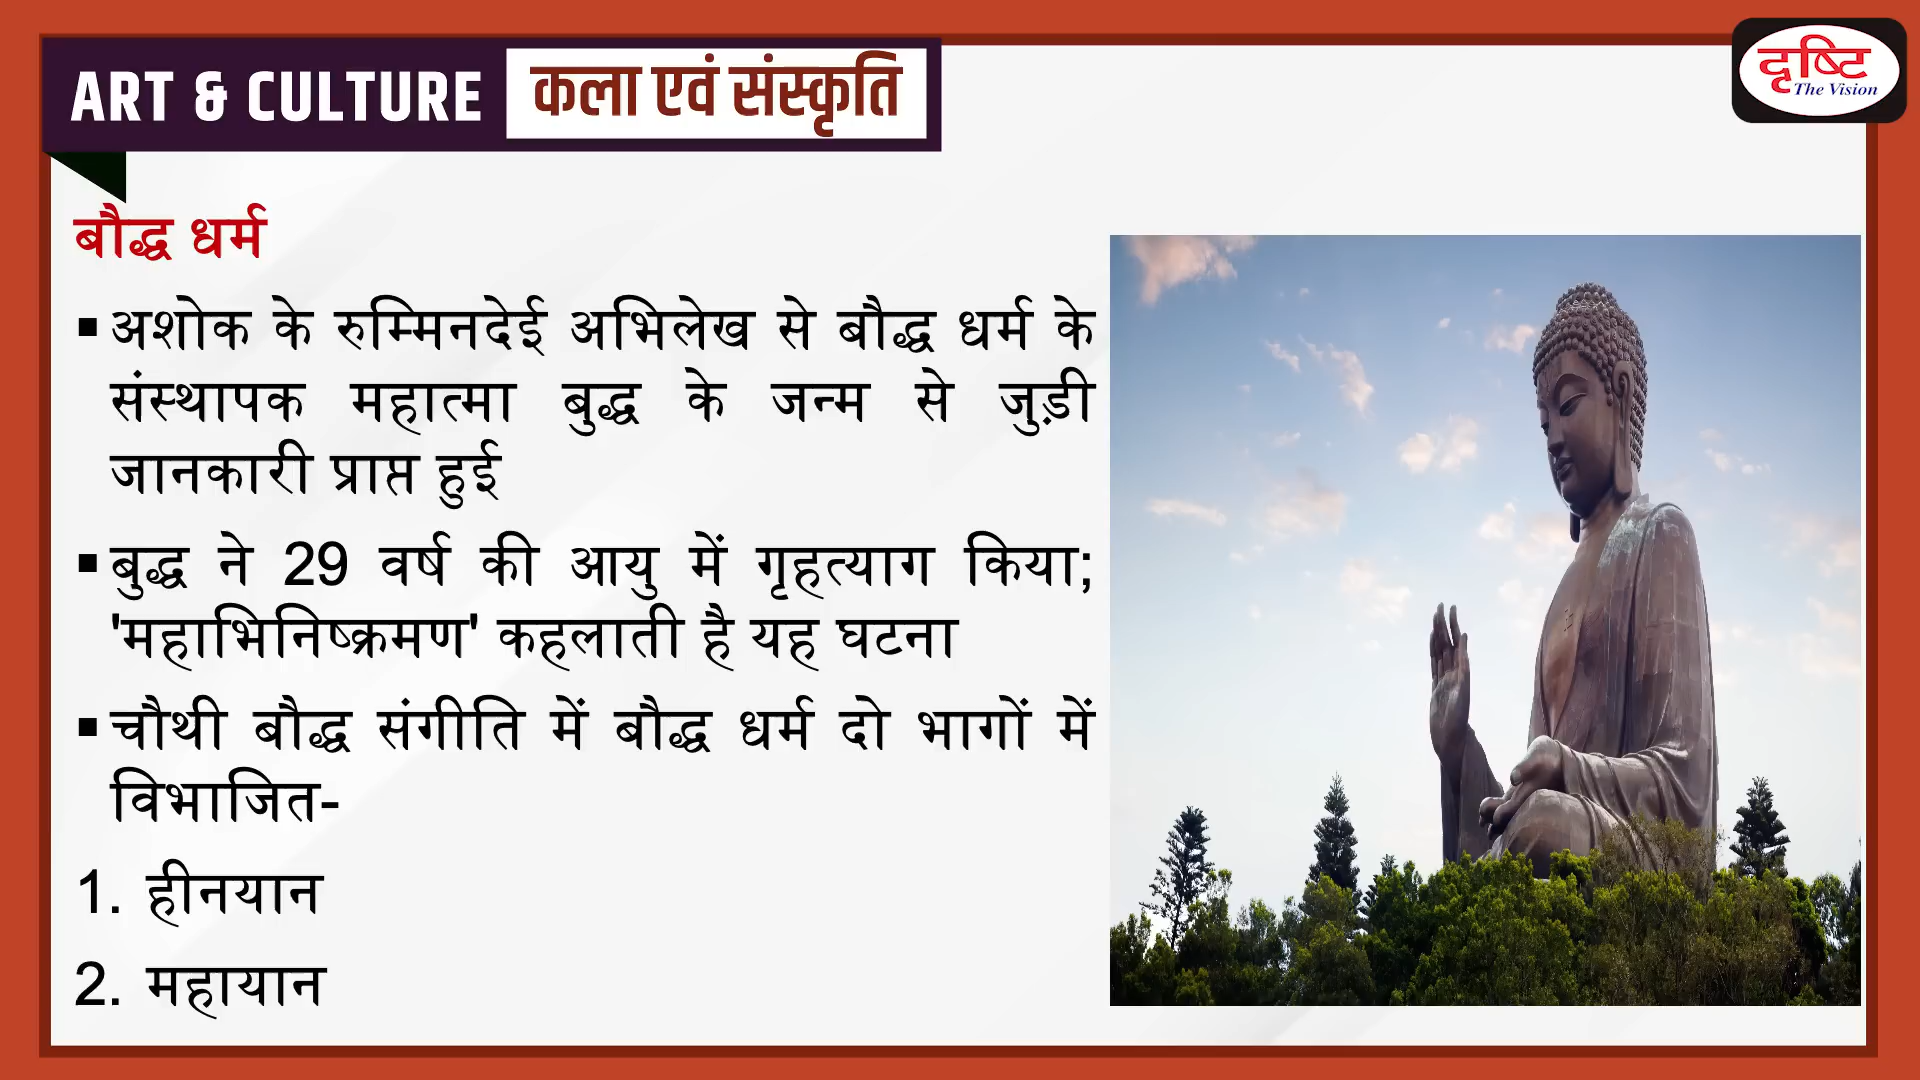 ART & CULTURE कला एवं संस्कृति
दृष्टि
The Vision
बौद्ध धर्म
▪ अशोक के रुम्मिनदेई अभिलेख से बौद्ध धर्म के
संस्थापक महात्मा बुद्ध के जन्म से जुड़ी
जानकारी प्राप्त हुई
▪ बुद्ध ने 29 वर्ष की आयु में गृहत्याग किया;
'महाभिनिष्क्रमण' कहलाती है यह घटना
▪ चौथी बौद्ध संगीति में बौद्ध धर्म दो भागों में
विभाजित-
1. हीनयान
2. महायान